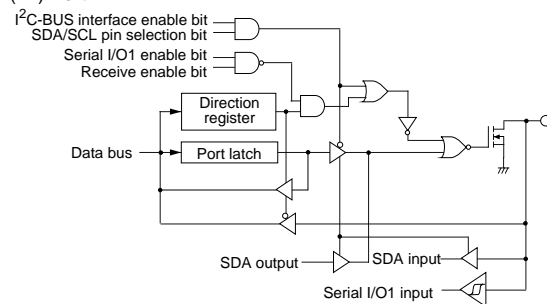 I2C-BUS interface enable bit
SDA/SCL pin selection bit
Serial I/O1 enable bit
Receive enable bit
Direction
register
Data bus
Port latch
SDA output
SDA input
Serial I/O1 input